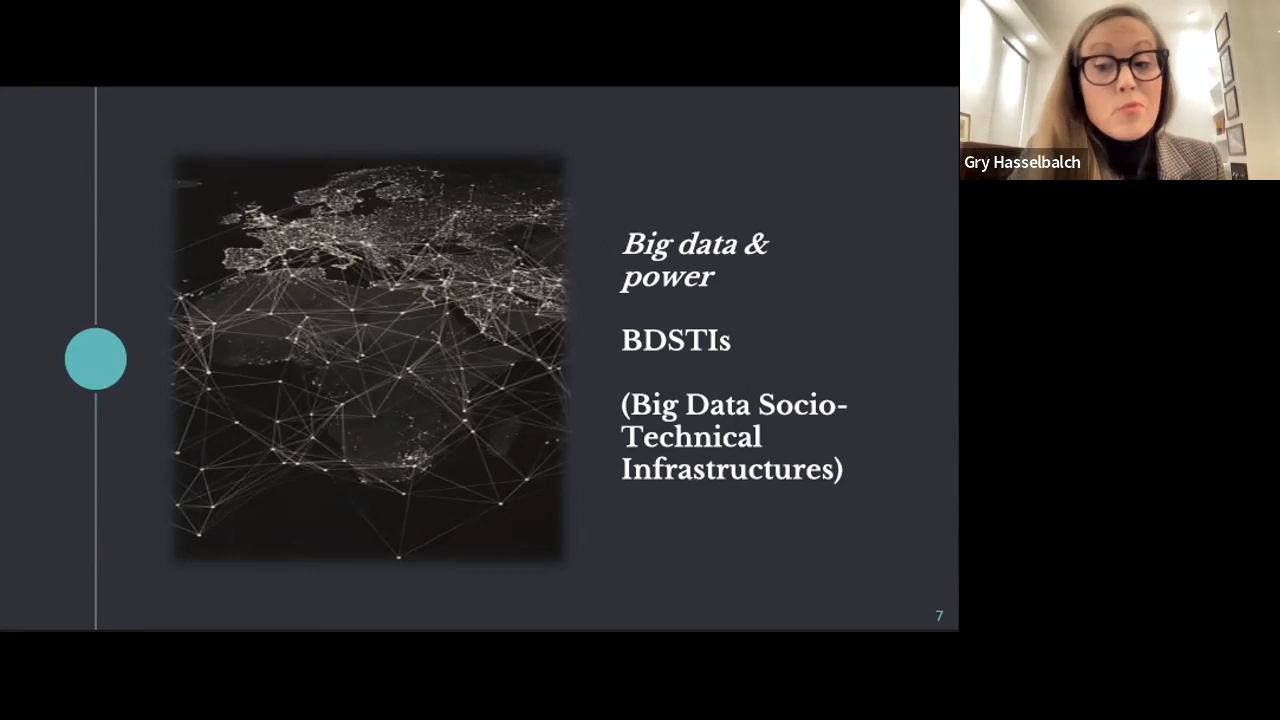 Big data &
power
BDSTIs
(Big Data Socio-
Technical
Infrastructures)
7
Gry Hasselbalch